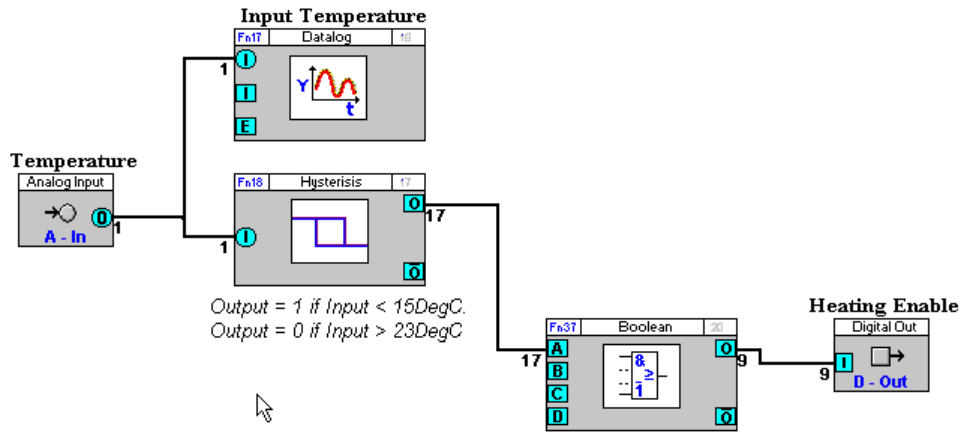 Input Temperature
Fn17 Datalog 18
1 I
I
E
Y
t
Temperature
Analog Input
O 1
A - In
Fn18 Hysterisis 17
O 17
1 I
O
Output = 1 if Input < 15DegC.
Output = 0 if Input > 23DegC
Heating Enable
Fn37 Boolean 20
Digital Out
17 A
B
C
D
&
≥
1
O 9
O
9 I
D - Out